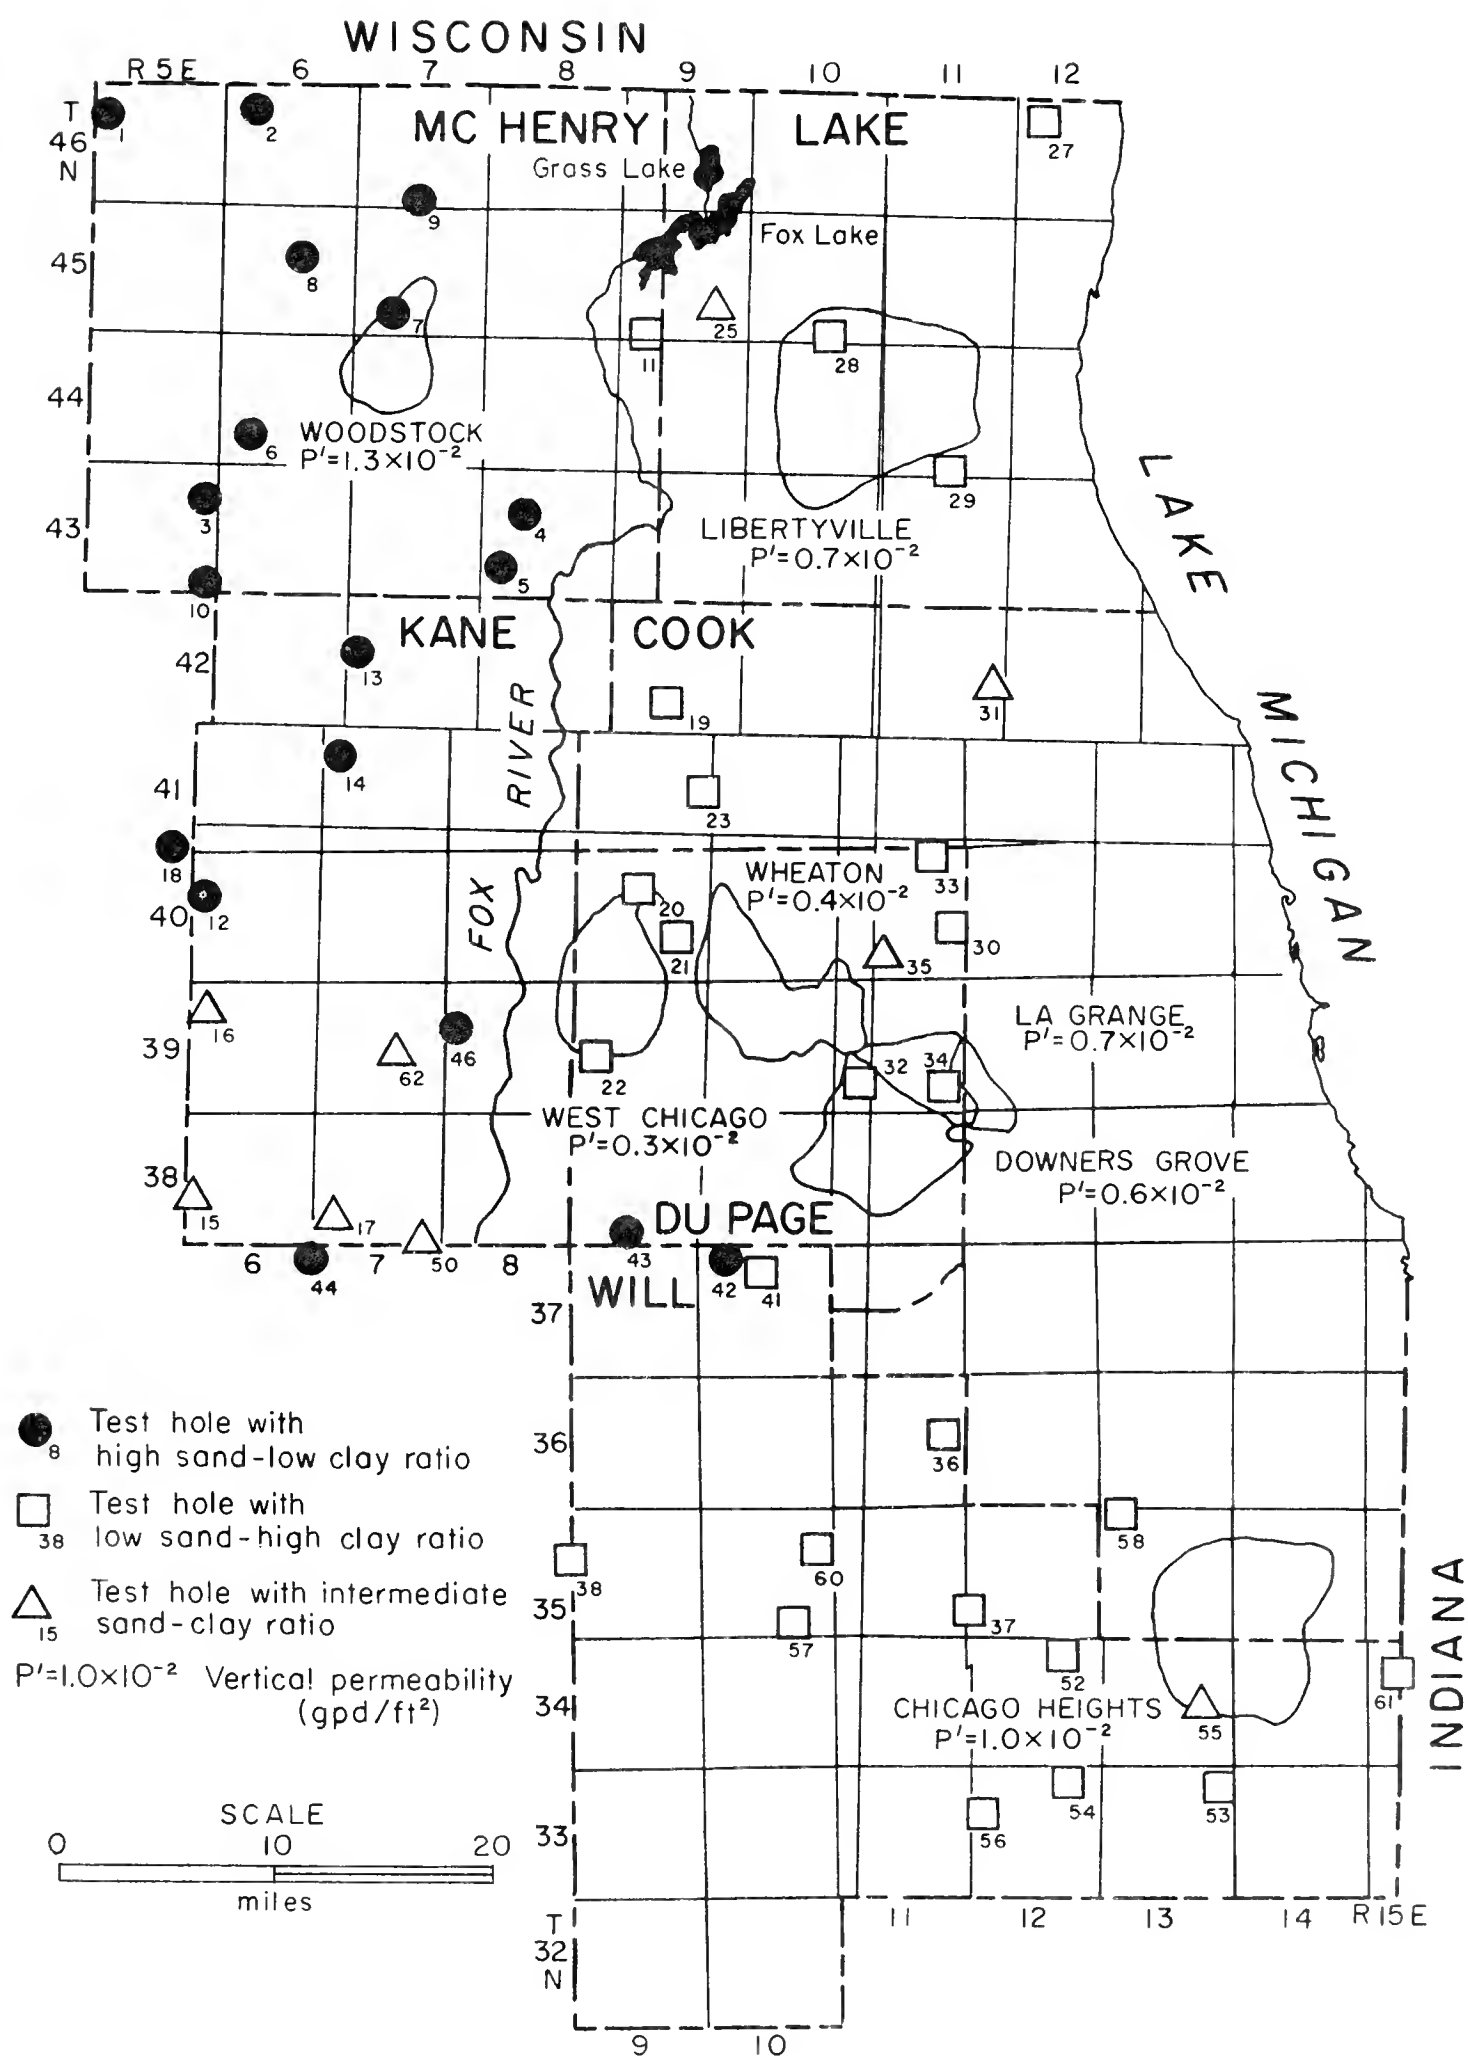 WISCONSIN
R 5 E 6 7 8 9 10 11 12
T
46
N
MC HENRY
LAKE
1
2
27
Grass Lake
9
Fox Lake
45
8
7
25
11
28
44
6
WOODSTOCK
P'=1.3×10⁻²
29
3
4
43
LIBERTYVILLE
P'=0.7×10⁻²
5
10
LAKE MICHIGAN
KANE
COOK
42
13
19
31
FOX RIVER
14
41
23
18
WHEATON
P'=0.4×10⁻²
33
40
12
20
21
30
35
16
LA GRANGE
P'=0.7×10⁻²
39
46
62
22
32
34
WEST CHICAGO
P'=0.3×10⁻²
DOWNERS GROVE
P'=0.6×10⁻²
38
15
17
DU PAGE
50
43
6 7 8
44
42
41
WILL
37
Test hole with
8 high sand-low clay ratio
36
36
Test hole with
38 low sand-high clay ratio
58
60
38
Test hole with intermediate
15 sand-clay ratio
35
57
37
52
P'=1.0×10⁻² Vertical permeability
(gpd/ft²)
34
CHICAGO HEIGHTS
P'=1.0×10⁻²
55
61
INDIANA
54
53
56
33
SCALE
0 10 20
miles
11 12 13 14 R 15 E
T
32
N
9 10